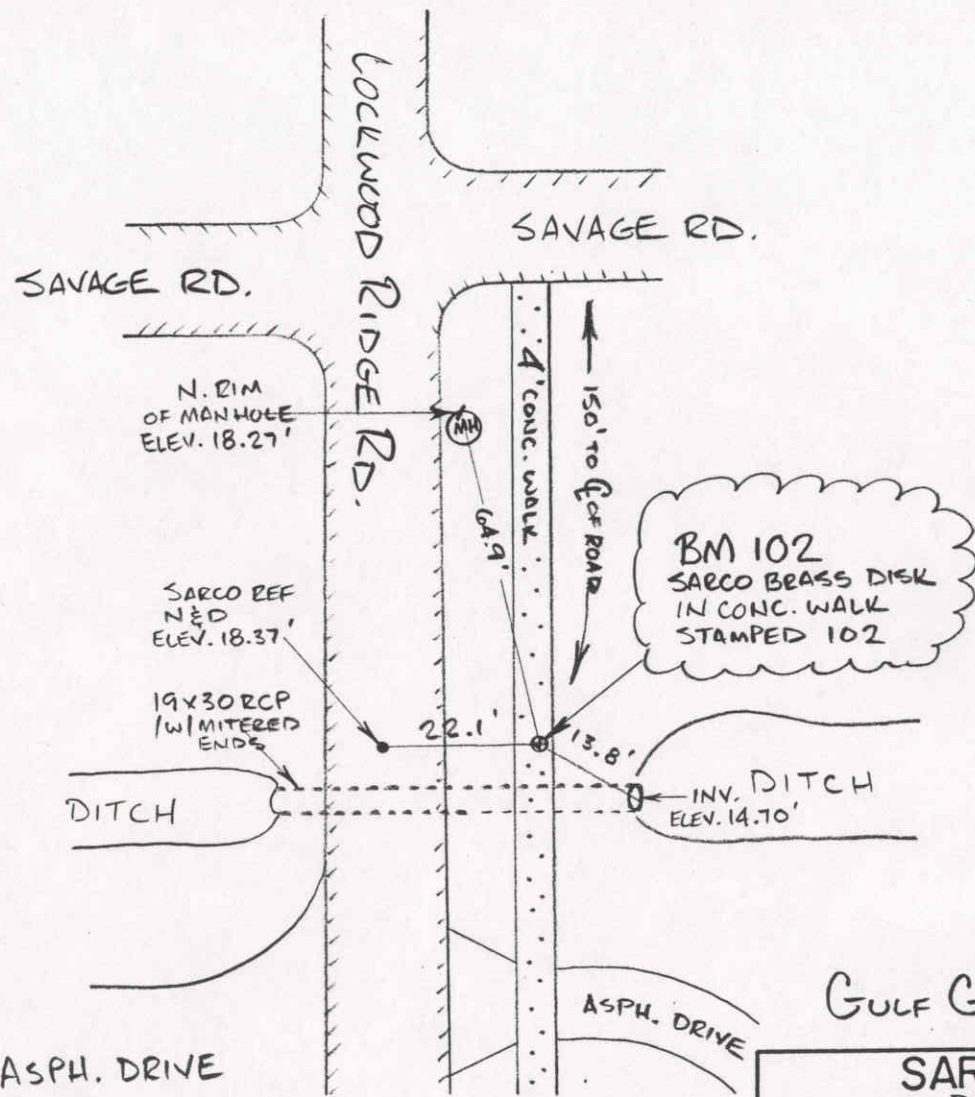 LOCKWOOD RIDGE RD.
SAVAGE RD.
SAVAGE RD.
N. RIM
OF MANHOLE
ELEV. 18.27'
MH
4' CONC. WALK
150' TO ℄ OF ROAD
64.9'
BM 102
SARCO BRASS DISK
IN CONC. WALK
STAMPED 102
SARCO REF
N&D
ELEV. 18.37'
19x30 RCP
/W/ MITERED
ENDS
22.1'
13.8'
DITCH
INV.
ELEV. 14.70'
DITCH
ASPH. DRIVE
GULF G
ASPH. DRIVE
SAR